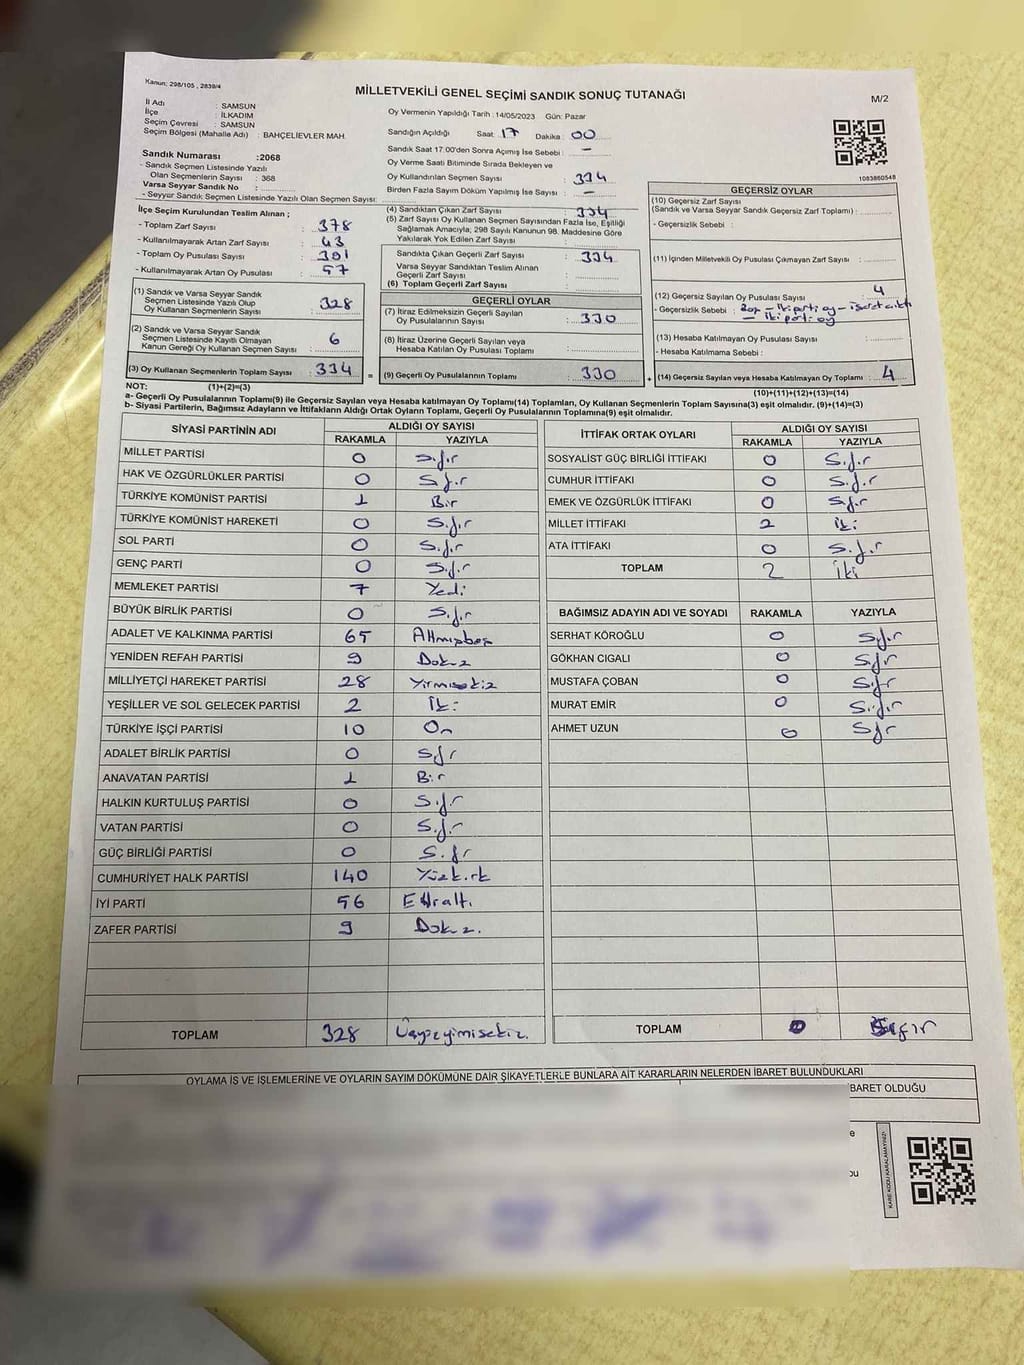 Kanun: 298/105 , 2839/4
MİLLETVEKİLİ GENEL SEÇİMİ SANDIK SONUÇ TUTANAĞI
M/2
İl Adı : SAMSUN
İlçe : İLKADIM
Seçim Çevresi : SAMSUN
Seçim Bölgesi (Mahalle Adı) : BAHÇELİEVLER MAH.
Sandık Numarası :2068
- Sandık Seçmen Listesinde Yazılı
Olan Seçmenlerin Sayısı : 368
Varsa Seyyar Sandık No :
- Seyyar Sandık Seçmen Listesinde Yazılı Olan Seçmen Sayısı:
Oy Vermenin Yapıldığı Tarih :14/05/2023 Gün: Pazar
Sandığın Açıldığı Saat 17 Dakika : 00
Sandık Saat 17:00'den Sonra Açımış İse Sebebi : —
Oy Verme Saati Bitiminde Sırada Bekleyen ve
Oy Kullandırılan Seçmen Sayısı : 334
Birden Fazla Sayım Döküm Yapılmış İse Sayısı : —
1083860548
İlçe Seçim Kurulundan Teslim Alınan ;
- Toplam Zarf Sayısı : 378
- Kullanılmayarak Artan Zarf Sayısı : 43
- Toplam Oy Pusulası Sayısı : 391
- Kullanılmayarak Artan Oy Pusulası : 57
(1) Sandık ve Varsa Seyyar Sandık
Seçmen Listesinde Yazılı Olup
Oy Kullanan Seçmenlerin Sayısı : 328
(2) Sandık ve Varsa Seyyar Sandık
Seçmen Listesinde Kayıtlı Olmayan
Kanun Gereği Oy Kullanan Seçmen Sayısı : 6
(3) Oy Kullanan Seçmenlerin Toplam Sayısı : 334
(4) Sandıktan Çıkan Zarf Sayısı : 334
(5) Zarf Sayısı Oy Kullanan Seçmen Sayısından Fazla İse, Eşitliği
Sağlamak Amacıyla; 298 Sayılı Kanunun 98. Maddesine Göre
Yakılarak Yok Edilen Zarf Sayısı :
Sandıkta Çıkan Geçerli Zarf Sayısı : 334
Varsa Seyyar Sandıktan Teslim Alınan
Geçerli Zarf Sayısı :
(6) Toplam Geçerli Zarf Sayısı :
GEÇERLİ OYLAR
(7) İtiraz Edilmeksizin Geçerli Sayılan
Oy Pusulalarının Sayısı : 330
(8) İtiraz Üzerine Geçerli Sayılan veya
Hesaba Katılan Oy Pusulası Toplamı :
= (9) Geçerli Oy Pusulalarının Toplamı : 330
GEÇERSİZ OYLAR
(10) Geçersiz Zarf Sayısı
(Sandık ve Varsa Seyyar Sandık Geçersiz Zarf Toplamı) :
- Geçersizlik Sebebi :
(11) İçinden Milletvekili Oy Pusulası Çıkmayan Zarf Sayısı :
(12) Geçersiz Sayılan Oy Pusulası Sayısı : 4
- Geçersizlik Sebebi : iki parti oy
— iki parti oy
(13) Hesaba Katılmayan Oy Pusulası Sayısı :
- Hesaba Katılmama Sebebi :
+ (14) Geçersiz Sayılan veya Hesaba Katılmayan Oy Toplamı : 4
NOT: (1)+(2)=(3) (10)+(11)+(12)+(13)=(14)
a- Geçerli Oy Pusulalarının Toplamı(9) ile Geçersiz Sayılan veya Hesaba Katılmayan Oy Toplamı(14) Toplamları, Oy Kullanan Seçmenlerin Toplam Sayısına(3) eşit olmalıdır. (9)+(14)=(3)
b- Siyasi Partilerin, Bağımsız Adayların ve İttifakların Aldığı Ortak Oyların Toplamı, Geçerli Oy Pusulalarının Toplamına(9) eşit olmalıdır.
SİYASİ PARTİNİN ADI ALDIĞI OY SAYISI
RAKAMLA YAZIYLA
MİLLET PARTİSİ 0 Sıfır
HAK VE ÖZGÜRLÜKLER PARTİSİ 0 Sıfır
TÜRKİYE KOMÜNİST PARTİSİ 1 Bir
TÜRKİYE KOMÜNİST HAREKETİ 0 Sıfır
SOL PARTİ 0 Sıfır
GENÇ PARTİ 0 Sıfır
MEMLEKET PARTİSİ 7 Yedi
BÜYÜK BİRLİK PARTİSİ 0 Sıfır
ADALET VE KALKINMA PARTİSİ 65 Altmışbeş
YENİDEN REFAH PARTİSİ 9 Dokuz
MİLLİYETÇİ HAREKET PARTİSİ 28 Yirmisekiz
YEŞİLLER VE SOL GELECEK PARTİSİ 2 İki
TÜRKİYE İŞÇİ PARTİSİ 10 On
ADALET BİRLİK PARTİSİ 0 Sıfır
ANAVATAN PARTİSİ 1 Bir
HALKIN KURTULUŞ PARTİSİ 0 Sıfır
VATAN PARTİSİ 0 Sıfır
GÜÇ BİRLİĞİ PARTİSİ 0 Sıfır
CUMHURİYET HALK PARTİSİ 140 Yüzkırk
İYİ PARTİ 56 Ellialtı
ZAFER PARTİSİ 9 Dokuz.
TOPLAM 328 Üçyüzyirmisekiz.
İTTİFAK ORTAK OYLARI ALDIĞI OY SAYISI
RAKAMLA YAZIYLA
SOSYALİST GÜÇ BİRLİĞİ İTTİFAKI 0 Sıfır
CUMHUR İTTİFAKI 0 Sıfır
EMEK VE ÖZGÜRLÜK İTTİFAKI 0 Sıfır
MİLLET İTTİFAKI 2 İki
ATA İTTİFAKI 0 Sıfır
TOPLAM 2 İki
BAĞIMSIZ ADAYIN ADI VE SOYADI RAKAMLA YAZIYLA
SERHAT KÖROĞLU 0 Sıfır
GÖKHAN CIGALI 0 Sıfır
MUSTAFA ÇOBAN 0 Sıfır
MURAT EMİR 0 Sıfır
AHMET UZUN 0 Sıfır
TOPLAM 0 Sıfır
OYLAMA İŞ VE İŞLEMLERİNE VE OYLARIN SAYIM DÖKÜMÜNE DAİR ŞİKAYETLERLE BUNLARA AİT KARARLARIN NELERDEN İBARET BULUNDUKLARI
İBARET OLDUĞU
KARE KODU KARALAMAYINIZ!